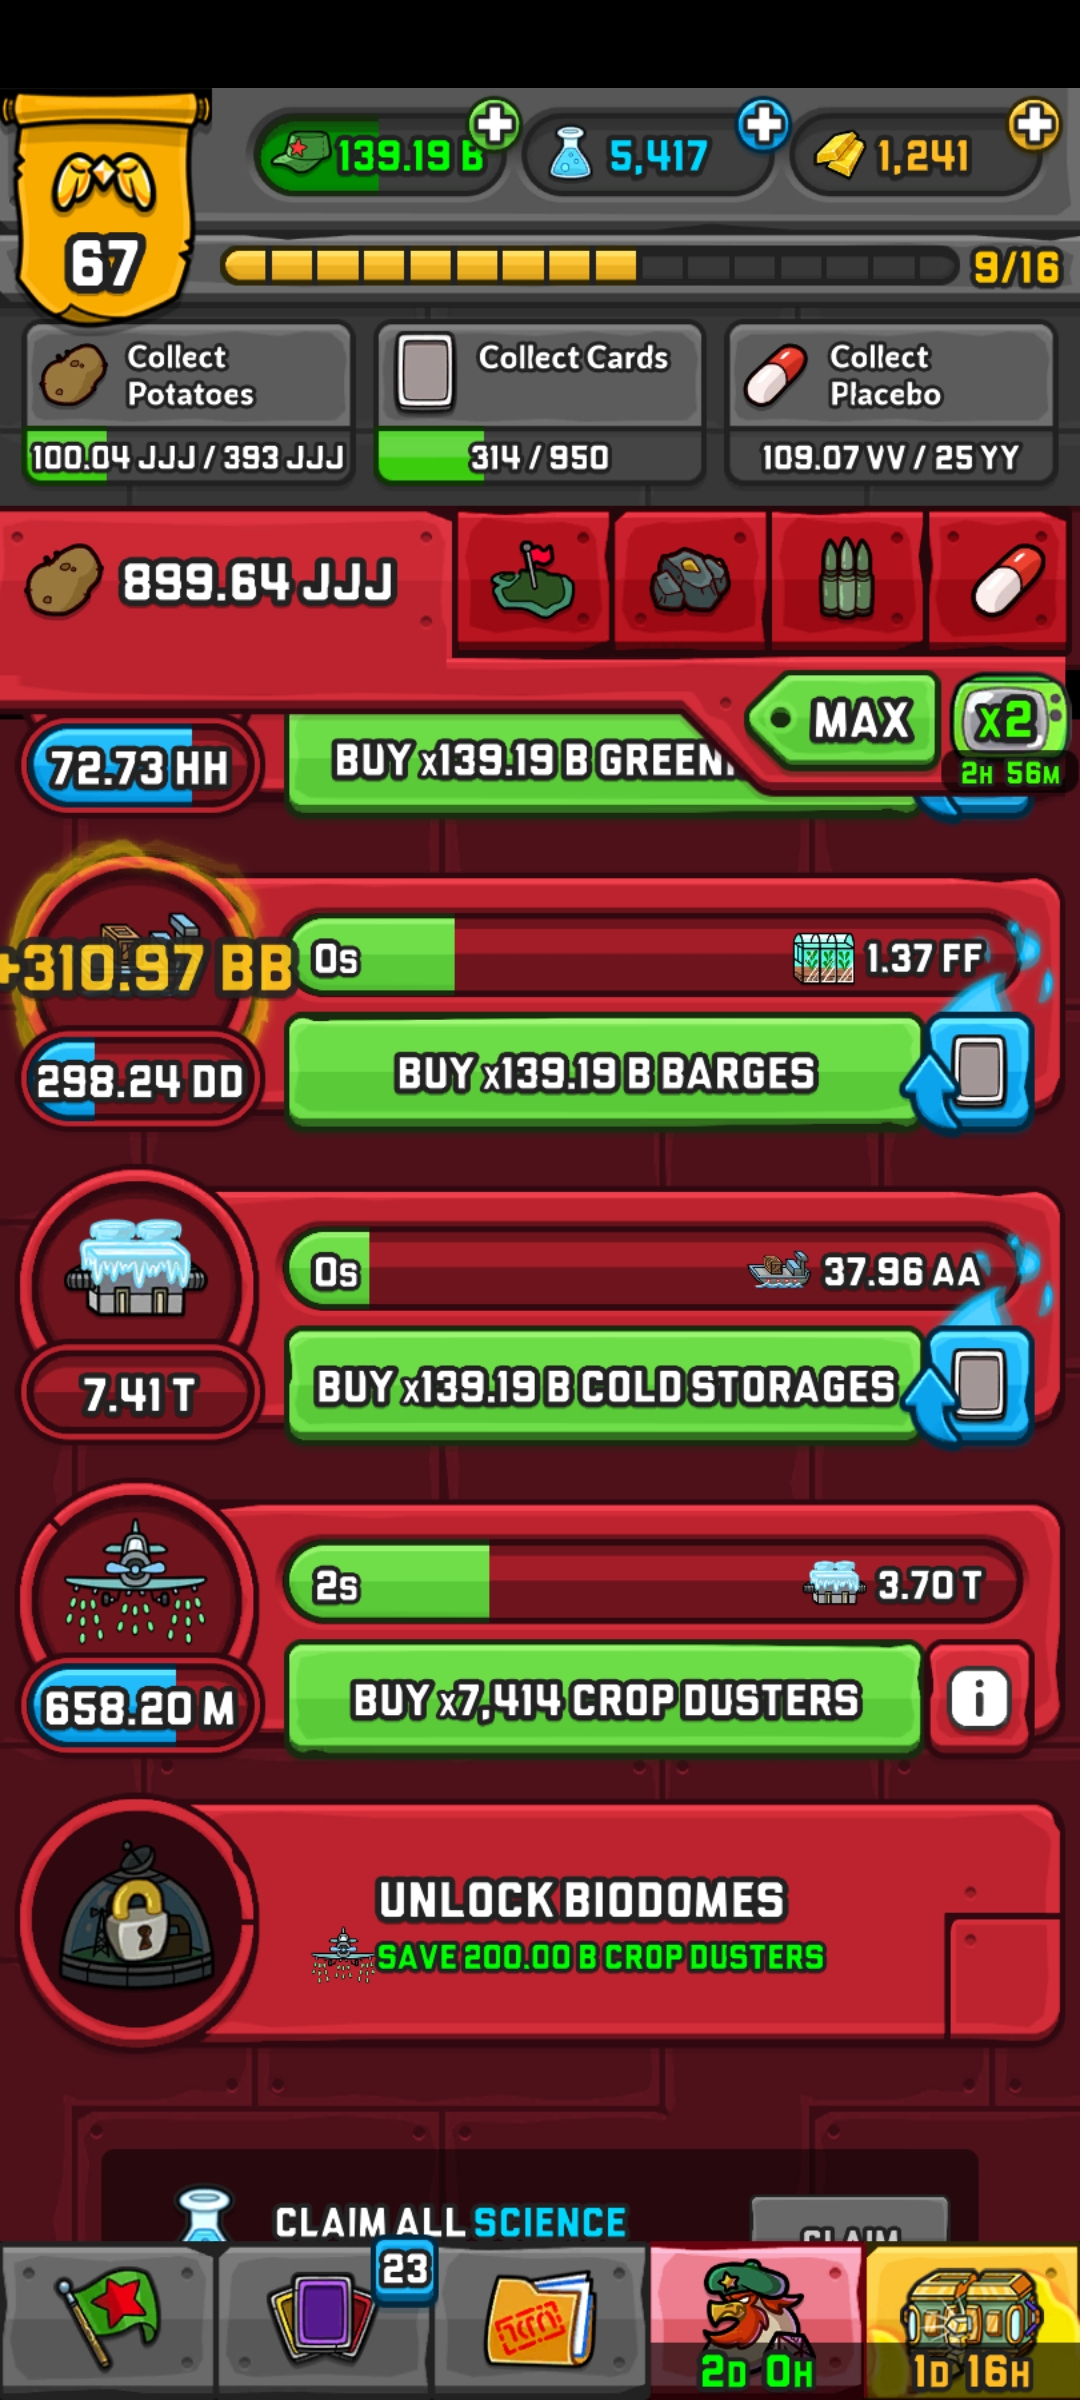 139.19 B
5,417
1,241
67
9/16
Collect Potatoes
100.04 JJJ / 393 JJJ
Collect Cards
314 / 950
Collect Placebo
109.07 VV / 25 YY
899.64 JJJ
MAX
x2
2H 56M
72.73 HH
BUY x139.19 B GREEN
+310.97 BB
0s
1.37 FF
298.24 DD
BUY x139.19 B BARGES
0s
37.96 AA
7.41 T
BUY x139.19 B COLD STORAGES
2s
3.70 T
658.20 M
BUY x7,414 CROP DUSTERS
i
UNLOCK BIODOMES
SAVE 200.00 B CROP DUSTERS
CLAIM ALL SCIENCE
CLAIM
23
2D 0H
1D 16H